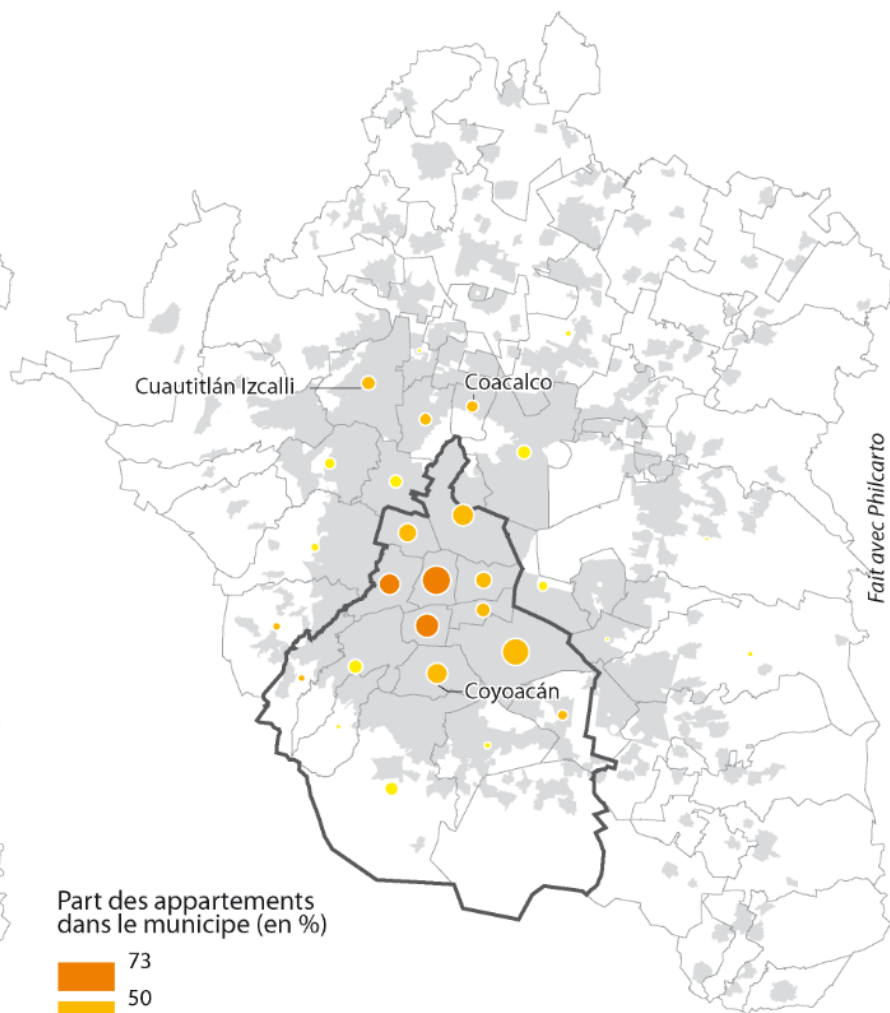 Cuautitlán Izcalli
Coacalco
Fait avec Philcarto
Coyoacán
Part des appartements
dans le municipe (en %)
73
50